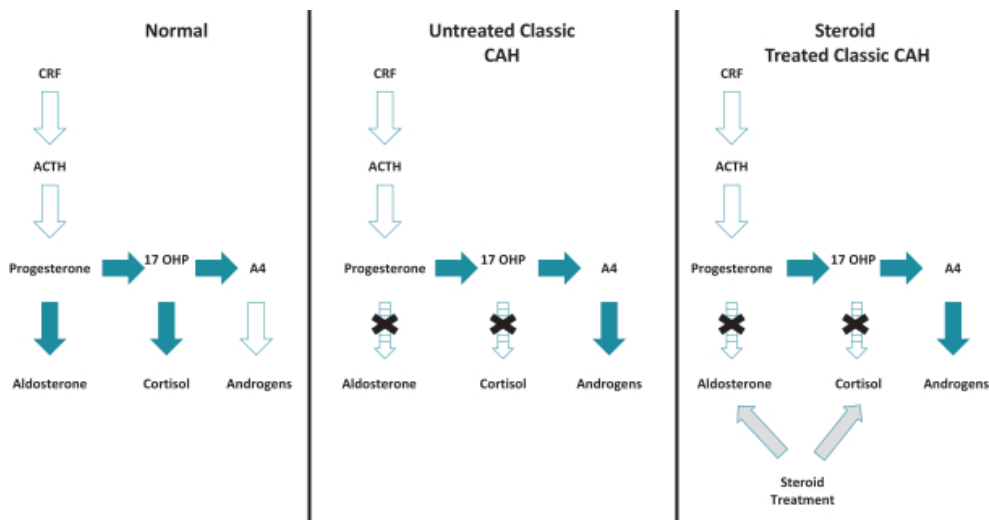 Normal
CRF
ACTH
Progesterone
17 OHP
A4
Aldosterone
Cortisol
Androgens
Untreated Classic
CAH
CRF
ACTH
Progesterone
17 OHP
A4
Aldosterone
Cortisol
Androgens
Steroid
Treated Classic CAH
CRF
ACTH
Progesterone
17 OHP
A4
Aldosterone
Cortisol
Androgens
Steroid
Treatment